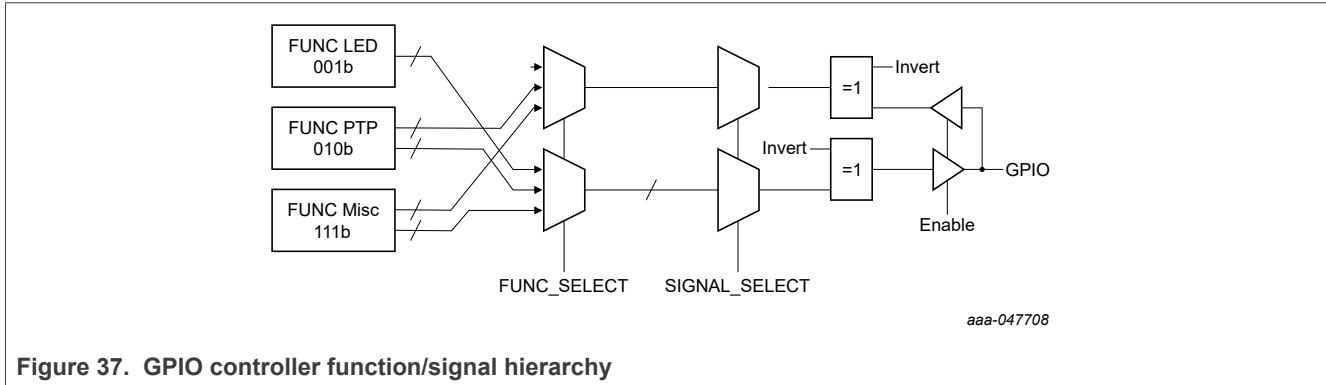 FUNC LED
001b
FUNC PTP
010b
FUNC Misc
111b
FUNC_SELECT
SIGNAL_SELECT
=1
Invert
Invert
=1
GPIO
Enable
aaa-047708
Figure 37. GPIO controller function/signal hierarchy